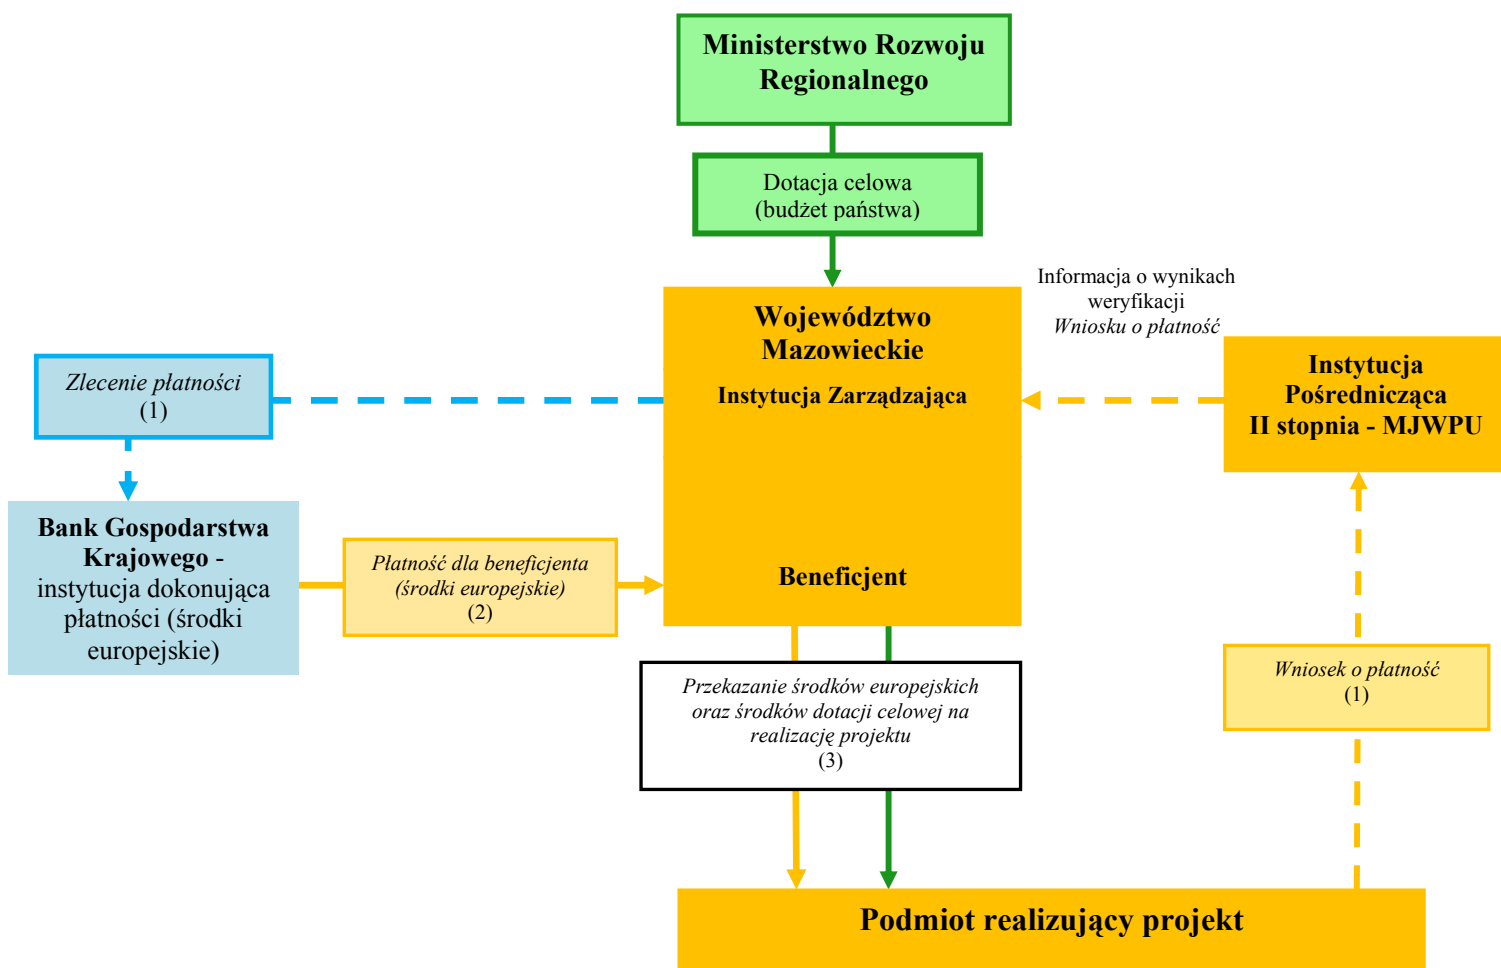 Ministerstwo Rozwoju
Regionalnego
Dotacja celowa
(budżet państwa)
Informacja o wynikach
weryfikacji
Wniosku o płatność
Województwo
Mazowieckie
Instytucja Zarządzająca
Zlecenie płatności
(1)
Instytucja
Pośrednicząca
II stopnia - MJWPU
Bank Gospodarstwa
Krajowego -
instytucja dokonująca
płatności (środki
europejskie)
Płatność dla beneficjenta
(środki europejskie)
(2)
Beneficjent
Przekazanie środków europejskich
oraz środków dotacji celowej na
realizację projektu
(3)
Wniosek o płatność
(1)
Podmiot realizujący projekt